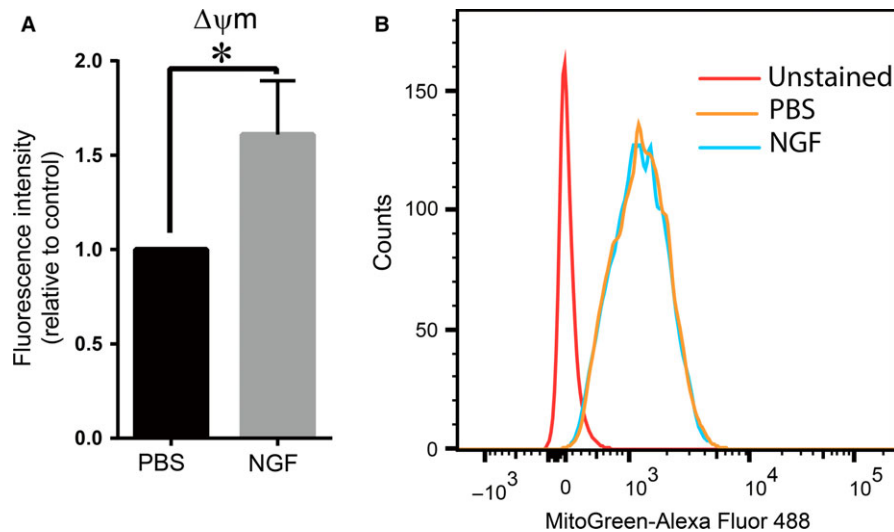 A
Δψm
*
Fluorescence intensity
(relative to control)
2.0
1.5
1.0
0.5
0.0
PBS
NGF
B
Unstained
PBS
NGF
Counts
150
100
50
0
−10³
0
10³
10⁴
10⁵
MitoGreen-Alexa Fluor 488